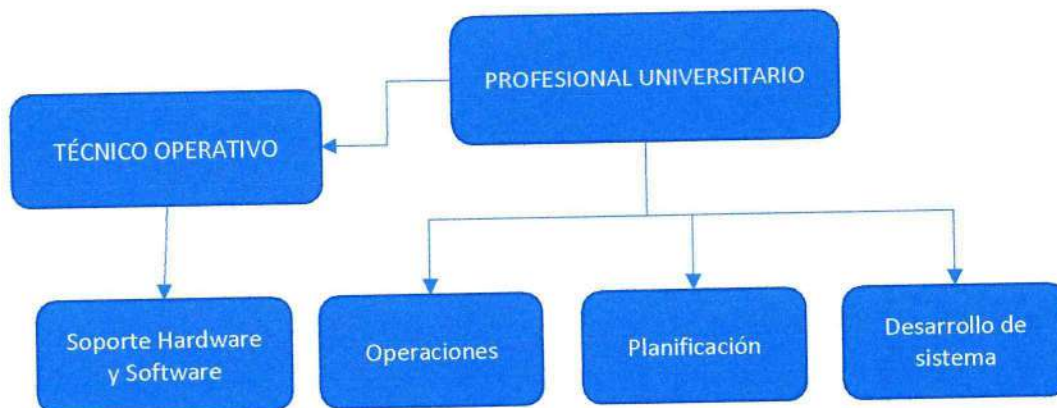 PROFESIONAL UNIVERSITARIO
TÉCNICO OPERATIVO
Soporte Hardware
y Software
Operaciones
Planificación
Desarrollo de
sistema